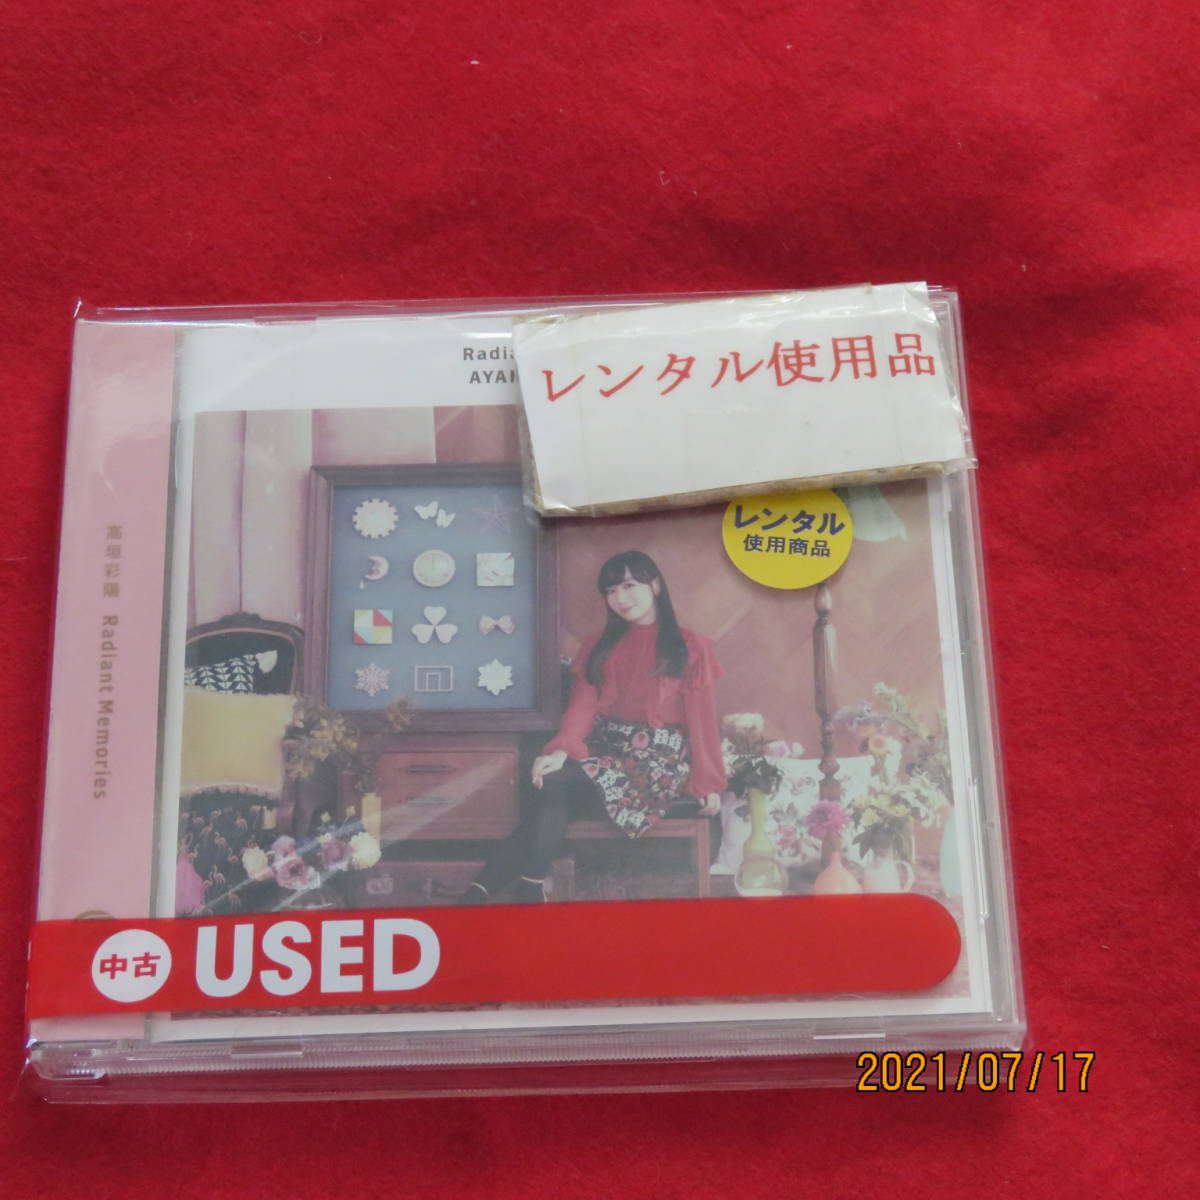 Radia
AYAH
レンタル使用品
レンタル
使用商品
高垣彩陽 Radiant Memories
中古 USED
2021/07/17